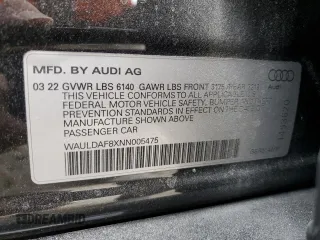 MFD. BY AUDI AG
03 22 GVWR LBS 6140 GAWR LBS FRONT REAR
THIS VEHICLE CONFORMS TO ALL APPLICABLE
FEDERAL MOTOR VEHICLE SAFETY, BUMPER AND THEFT
PREVENTION STANDARDS IN EFFECT ON THE DATE OF
MANUFACTURE SHOWN ABOVE.
PASSENGER CAR
WAULDAF8XNN005475
Audi